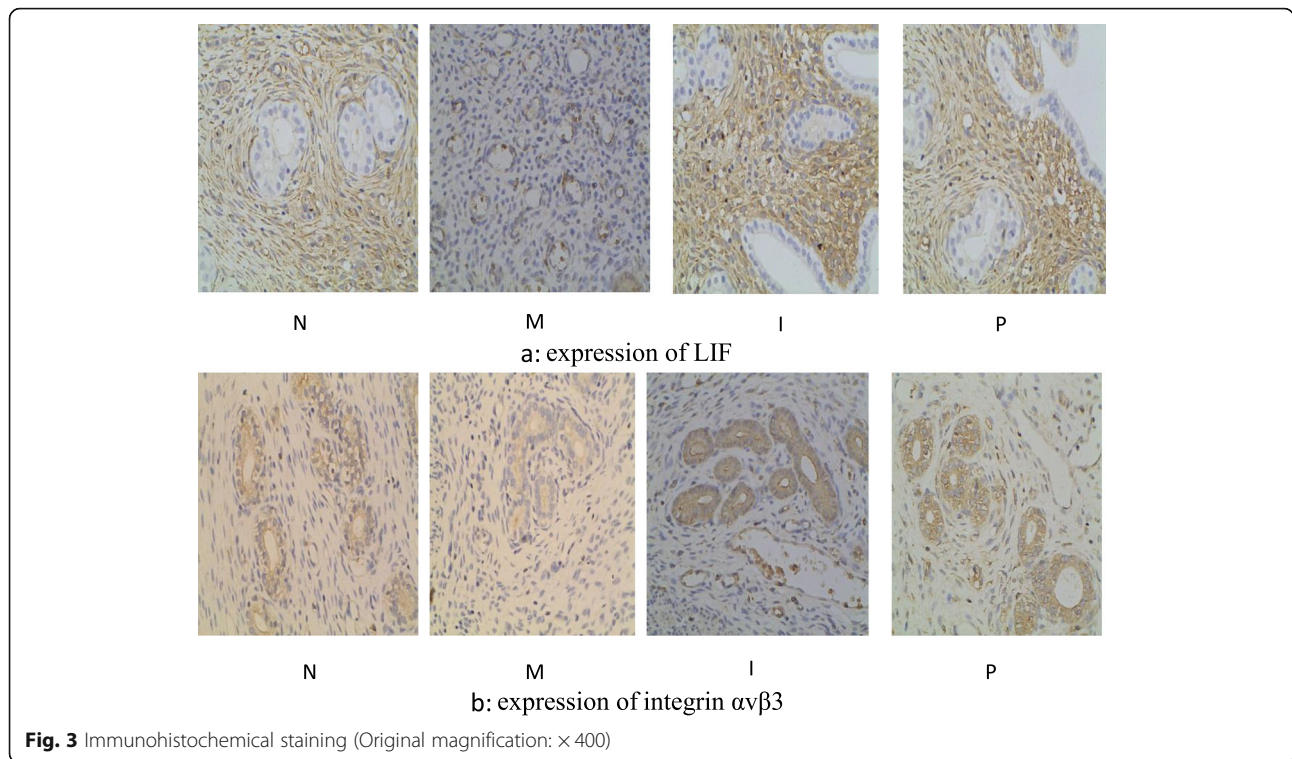 N M I P
a: expression of LIF
N M I P
b: expression of integrin αvβ3
Fig. 3 Immunohistochemical staining (Original magnification: × 400)